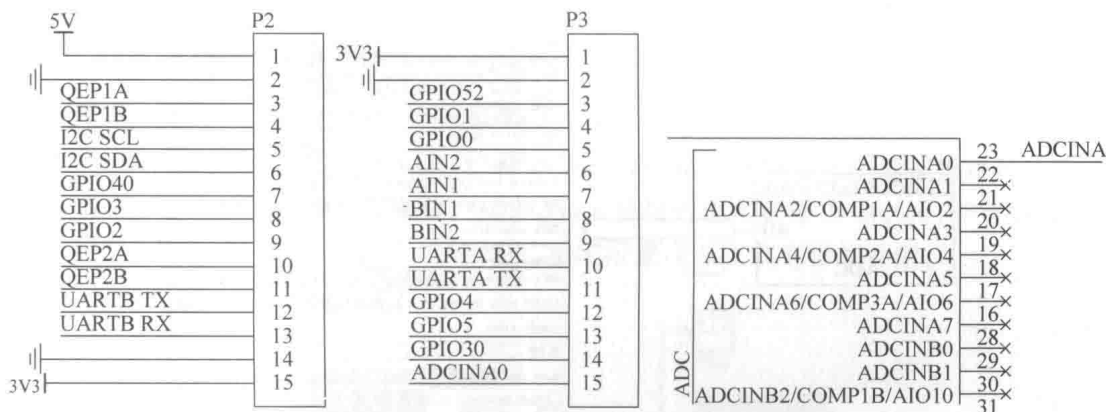 5V
P2
1
2
QEP1A 3
QEP1B 4
I2C SCL 5
I2C SDA 6
GPIO40 7
GPIO3 8
GPIO2 9
QEP2A 10
QEP2B 11
UARTB TX 12
UARTB RX 13
14
3V3 15
P3
3V3 1
2
GPIO52 3
GPIO1 4
GPIO0 5
AIN2 6
AIN1 7
BIN1 8
BIN2 9
UARTA RX 10
UARTA TX 11
GPIO4 12
GPIO5 13
GPIO30 14
ADCINA0 15
ADC
ADCINA0 23 ADCINA
ADCINA1 22
ADCINA2/COMP1A/AIO2 21
ADCINA3 20
ADCINA4/COMP2A/AIO4 19
ADCINA5 18
ADCINA6/COMP3A/AIO6 17
ADCINA7 16
ADCINB0 28
ADCINB1 29
ADCINB2/COMP1B/AIO10 30
31